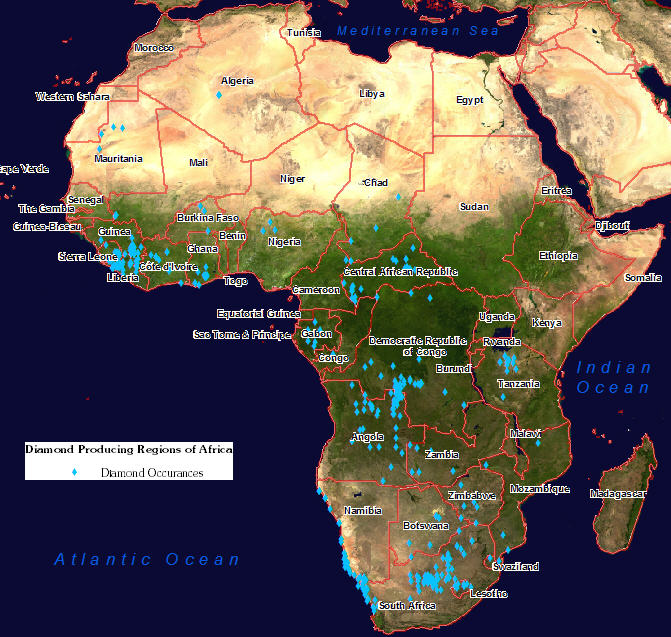 Mediterranean Sea
Tunisia
Morocco
Algeria
Western Sahara
Libya
Egypt
Mauritania
Mali
ape Verde
Niger
Chad
Sudan
Eritrea
Senegal
The Gambia
Burkina Faso
Djibouti
Guinea-Bissau
Guinea
Benin
Nigeria
Ghana
Ethiopia
Sierra Leone
Côte d'Ivoire
Central African Republic
Somalia
Liberia
Togo
Cameroon
Equatorial Guinea
Uganda
Kenya
Sao Tome & Principe
Gabon
Democratic Republic
of Congo
Rwanda
Congo
Burundi
Indian
Ocean
Tanzania
Angola
Malavi
Diamond Producing Regions of Africa
Diamond Occurances
Zambia
Mozambique
Madagascar
Zimbabwe
Namibia
Botswana
Atlantic Ocean
Swaziland
Lesotho
South Africa